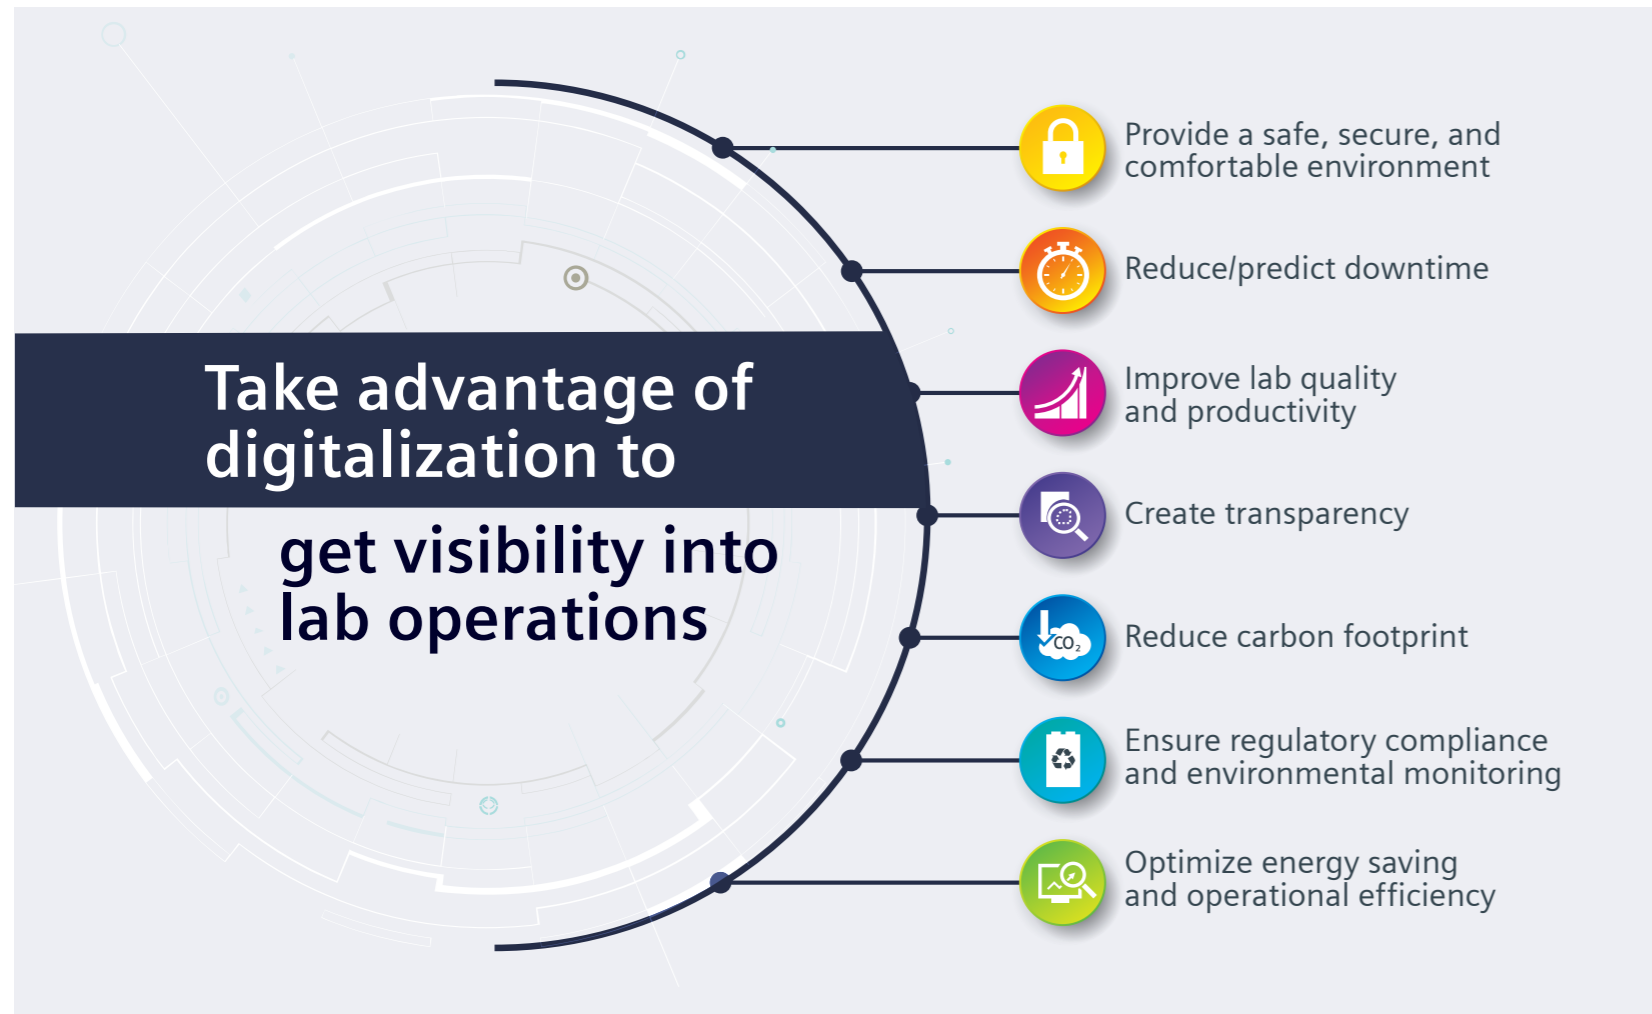 Take advantage of
digitalization to
get visibility into
lab operations
Provide a safe, secure, and
comfortable environment
Reduce/predict downtime
Improve lab quality
and productivity
Create transparency
CO₂
Reduce carbon footprint
Ensure regulatory compliance
and environmental monitoring
Optimize energy saving
and operational efficiency